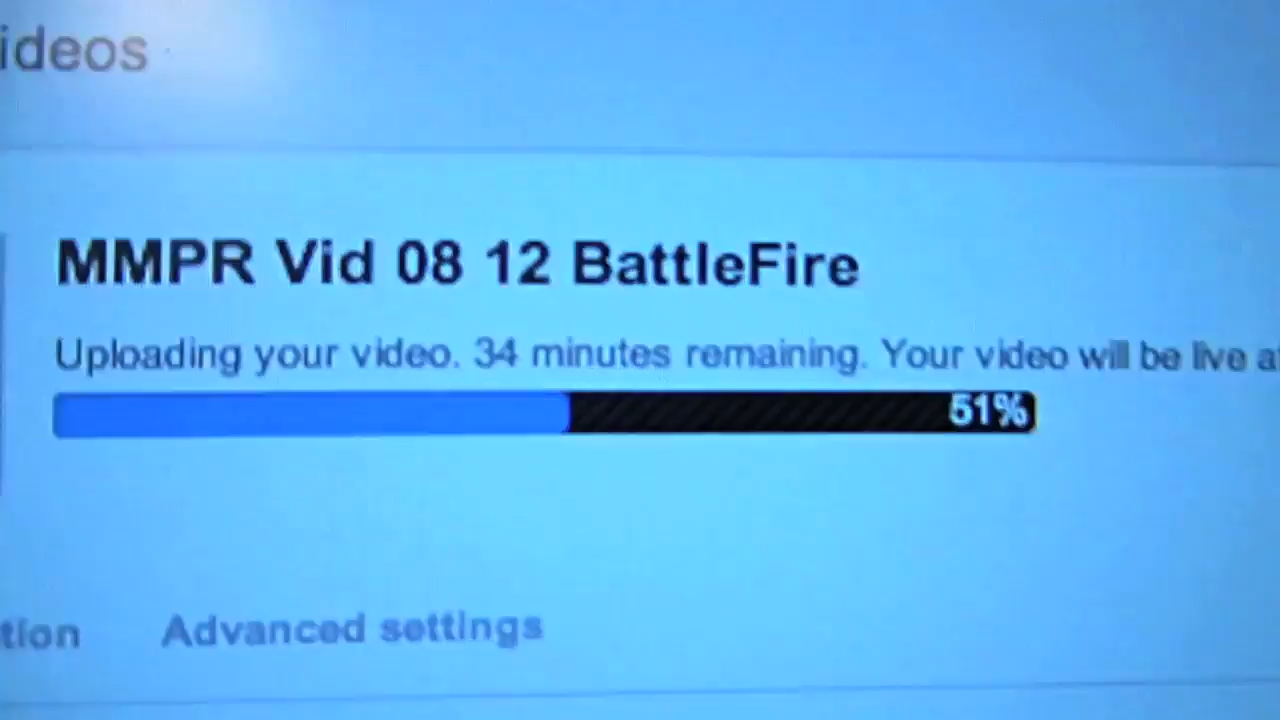 ideos
MMPR Vid 08 12 BattleFire
Uploading your video. 34 minutes remaining. Your video will be live at
51%
tion Advanced settings